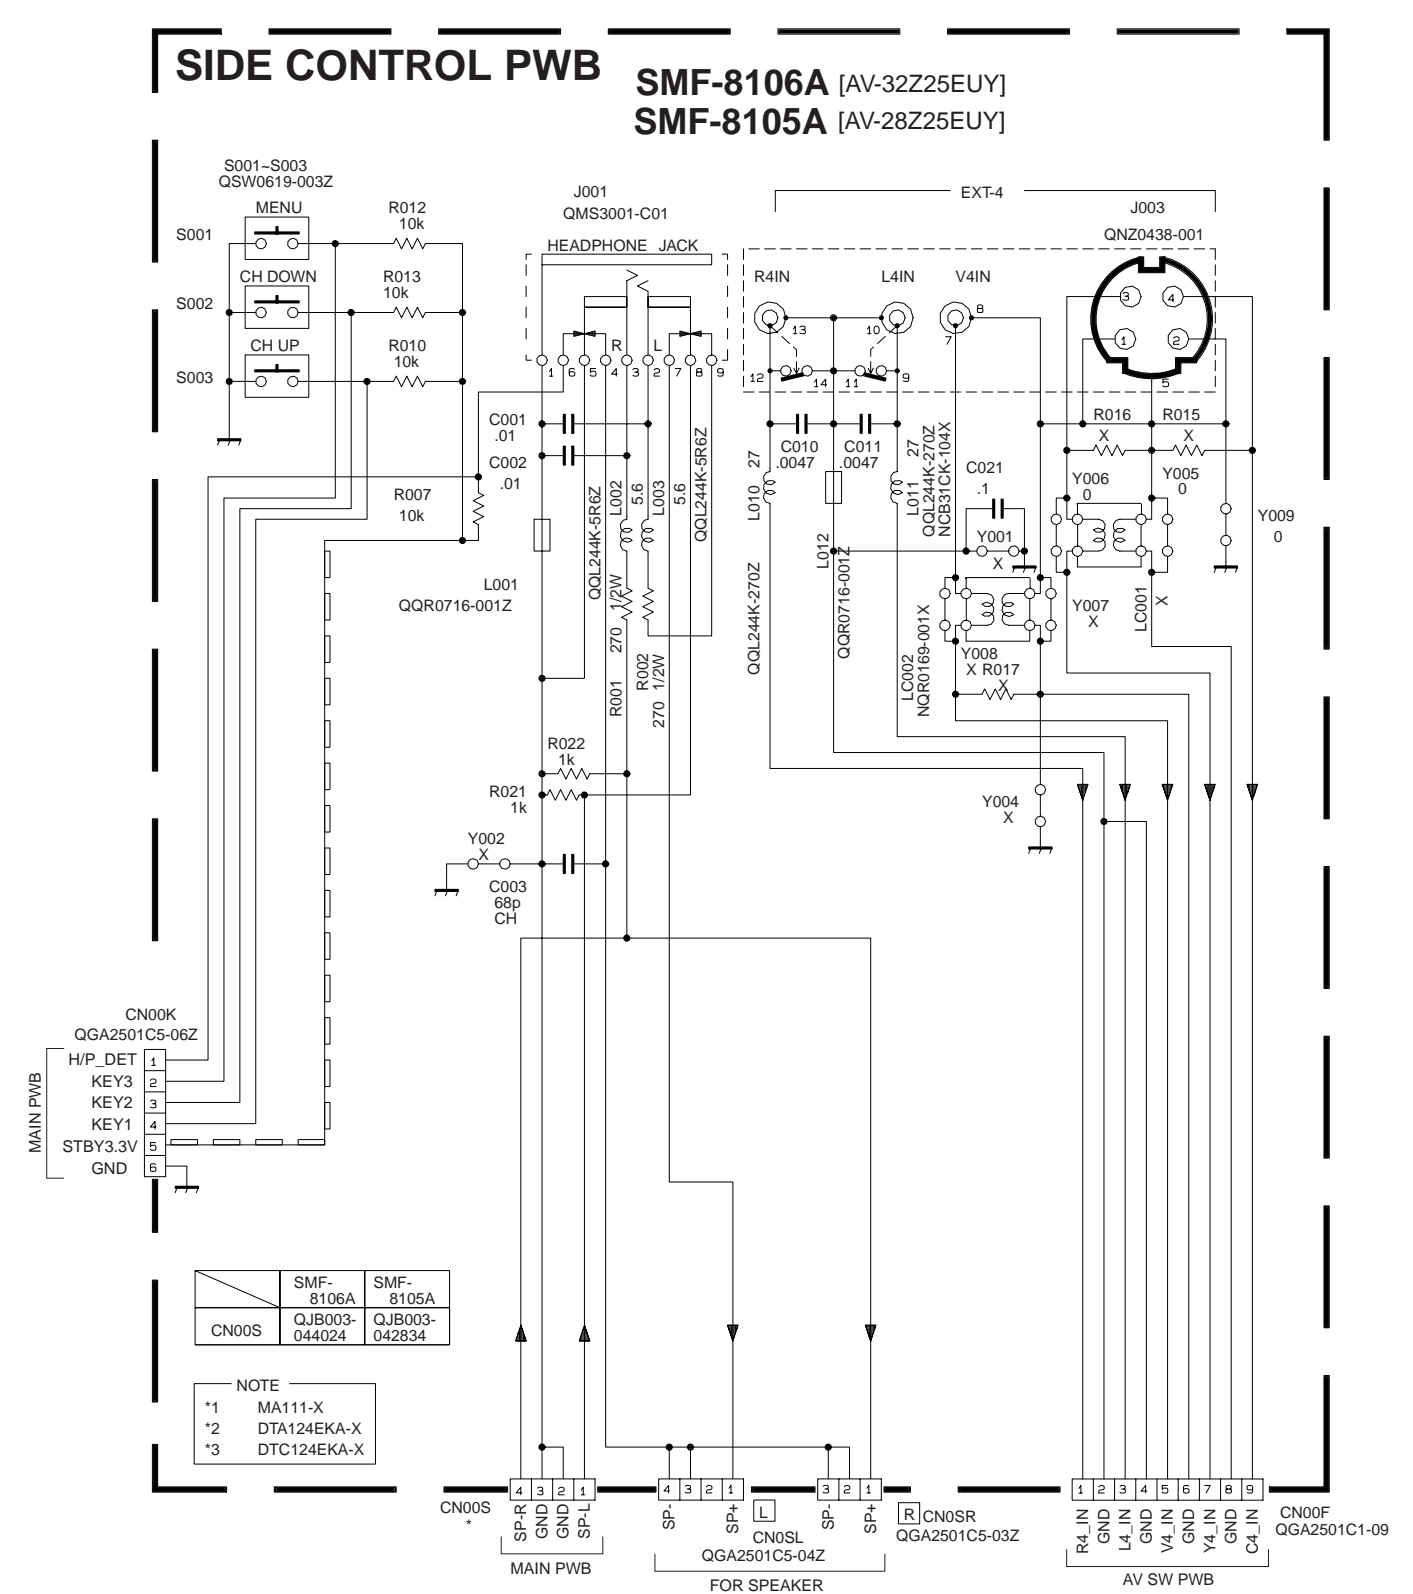 SIDE CONTROL PWB
SMF-8106A [AV-32Z25EUY]
SMF-8105A [AV-28Z25EUY]
S001~S003
QSW0619-003Z
MENU
S001
R012
10k
CH DOWN
S002
R013
10k
CH UP
S003
R010
10k
J001
QMS3001-C01
HEADPHONE JACK
R L
1 6 5 4 3 2 7 8 9
EXT-4
J003
QNZ0438-001
R4IN
L4IN
V4IN
8
13
10
7
3 4
1 2
5
12
14
11
9
C001
.01
C002
.01
R007
10k
L001
QQR0716-001Z
QQL244K-5R6Z
L002
5.6
L003
5.6
QQL244K-5R6Z
R001
270 1/2W
R002
270 1/2W
C010
.0047
C011
.0047
L010
27
QQL244K-270Z
L012
QQR0716-001Z
L011
27
QQL244K-270Z
NCB31CK-104X
C021
.1
Y001
X
R016
X
R015
X
Y006
0
Y005
0
Y009
0
Y007
X
LC001
X
LC002
NQR0169-001X
Y008
X
R017
X
R022
1k
R021
1k
Y002
X
C003
68p
CH
Y004
X
CN00K
QGA2501C5-06Z
MAIN PWB
H/P_DET 1
KEY3 2
KEY2 3
KEY1 4
STBY3.3V 5
GND 6
SMF-8106A
SMF-8105A
CN00S
QJB003-044024
QJB003-042834
NOTE
*1 MA111-X
*2 DTA124EKA-X
*3 DTC124EKA-X
CN00S
*
4 3 2 1
SP-R
GND
GND
SP-L
MAIN PWB
4 3 2 1
SP-
SP+
L
CN0SL
QGA2501C5-04Z
3 2 1
SP-
SP+
R CN0SR
QGA2501C5-03Z
FOR SPEAKER
1 2 3 4 5 6 7 8 9
R4_IN
GND
L4_IN
GND
V4_IN
GND
Y4_IN
GND
C4_IN
CN00F
QGA2501C1-09
AV SW PWB